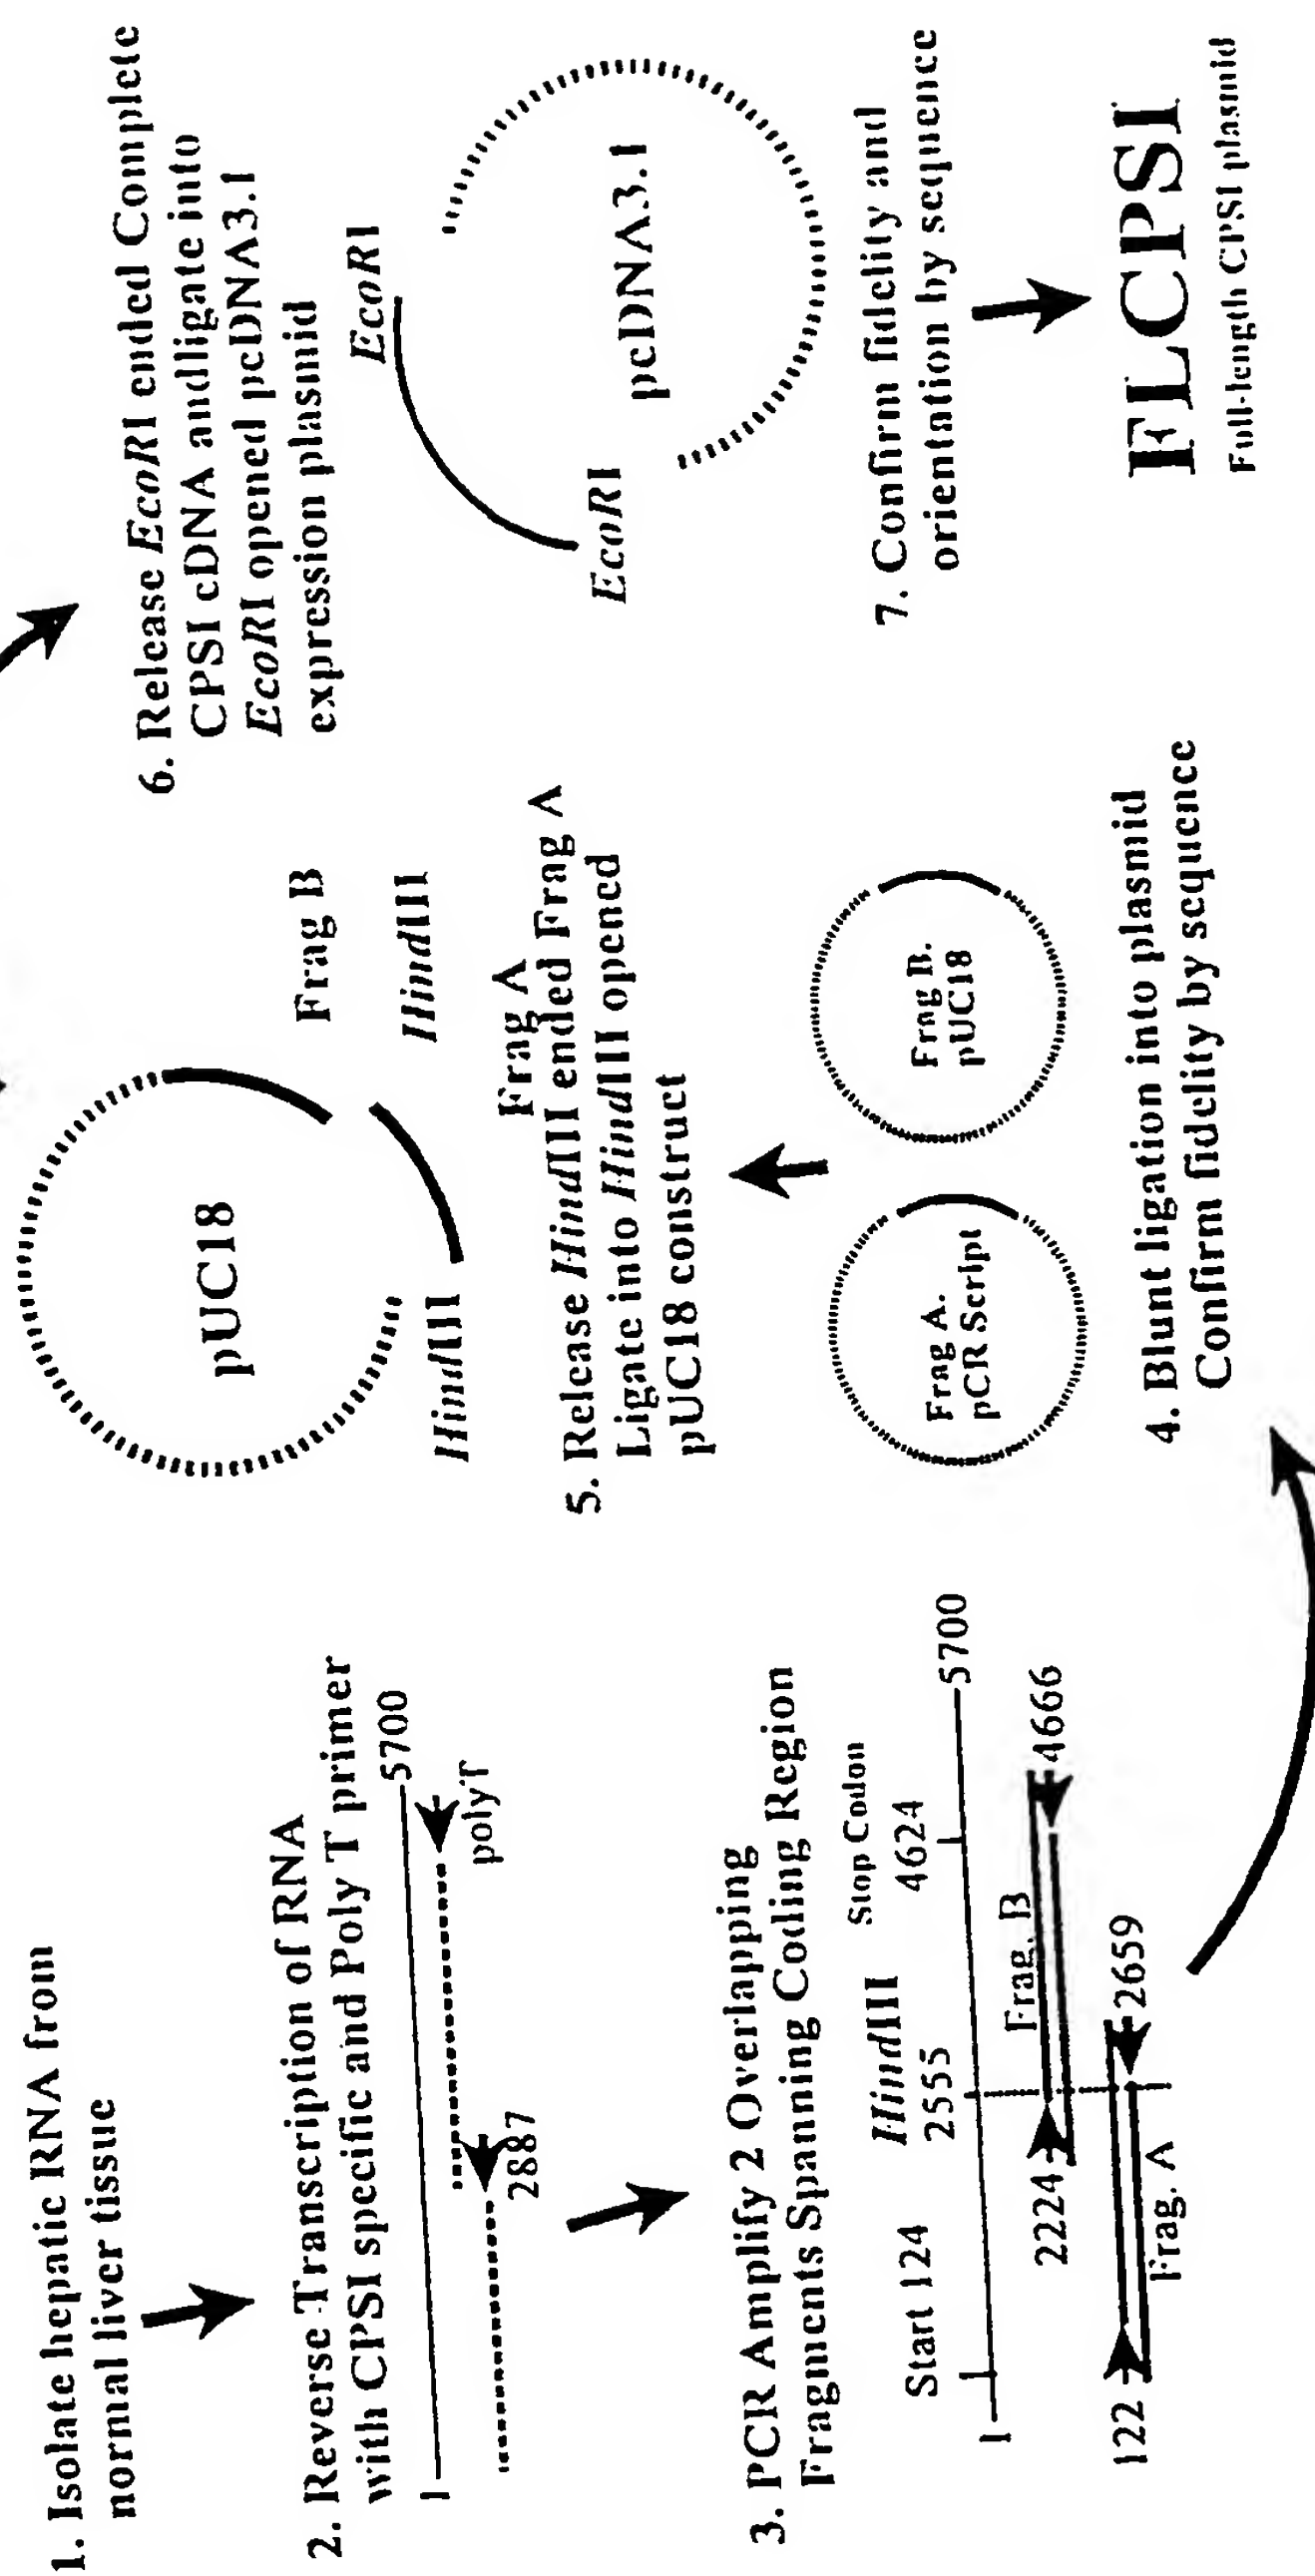 1. Isolate hepatic RNA from
normal liver tissue
2. Reverse Transcription of RNA
with CPSI specific and Poly T primer
1
5700
polyT
2887
3. PCR Amplify 2 Overlapping
Fragments Spanning Coding Region
Start 124
HindIII
2555
Stop Codon
4624
1
5700
2224
Frag. B
4666
122
2659
Frag. A
4. Blunt ligation into plasmid
Confirm fidelity by sequence
Frag A.
pCR Script
Frag B.
pUC18
5. Release HindIII ended Frag A
Ligate into HindIII opened
pUC18 construct
Frag A
pUC18
HindIII
Frag B
HindIII
6. Release EcoRI ended Complete
CPSI cDNA andligate into
EcoRI opened pcDNA3.1
expression plasmid
EcoRI
EcoRI
pcDNA3.1
7. Confirm fidelity and
orientation by sequence
FLCPSI
Full-length CPSI plasmid